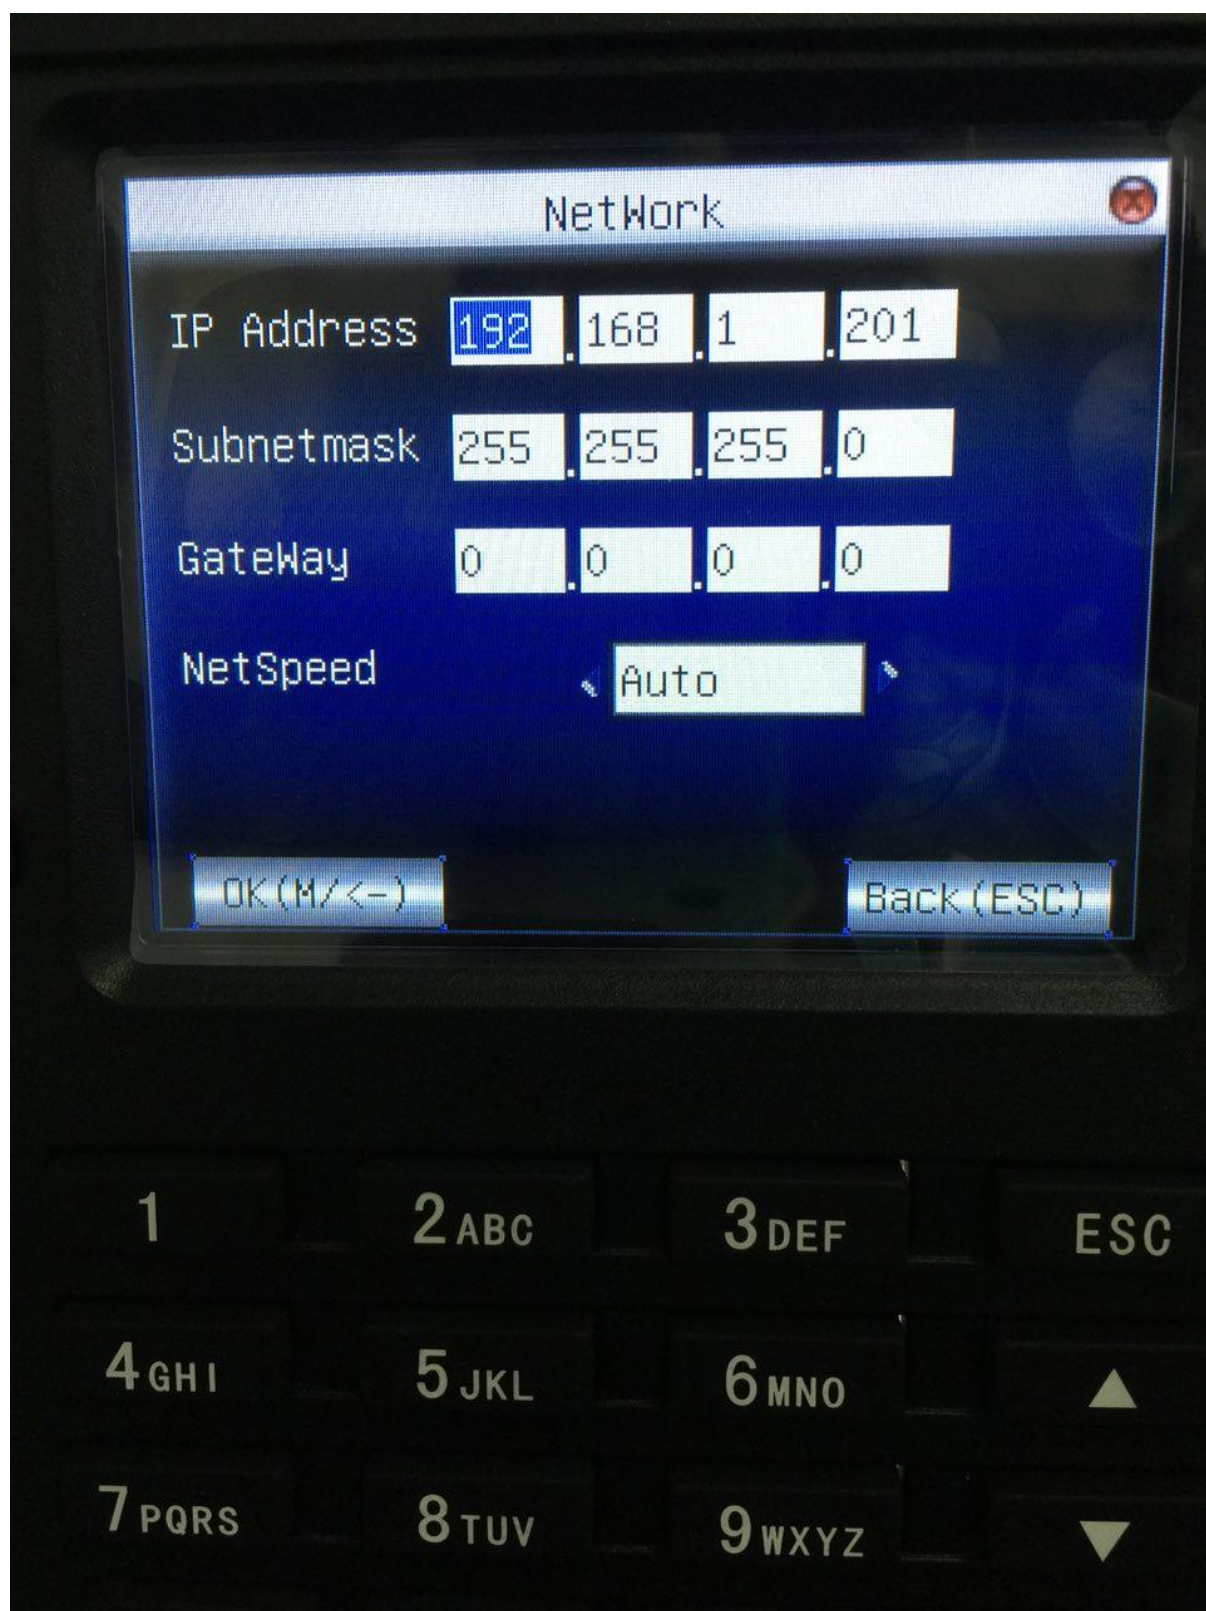 NetWork
IP Address 192.168.1.201
Subnetmask 255.255.255.0
GateWay 0.0.0.0
NetSpeed Auto
OK(M/<-) Back(ESC)
1 2ABC 3DEF ESC
4GHI 5JKL 6MNO ▲
7PQRS 8TUV 9WXYZ ▼